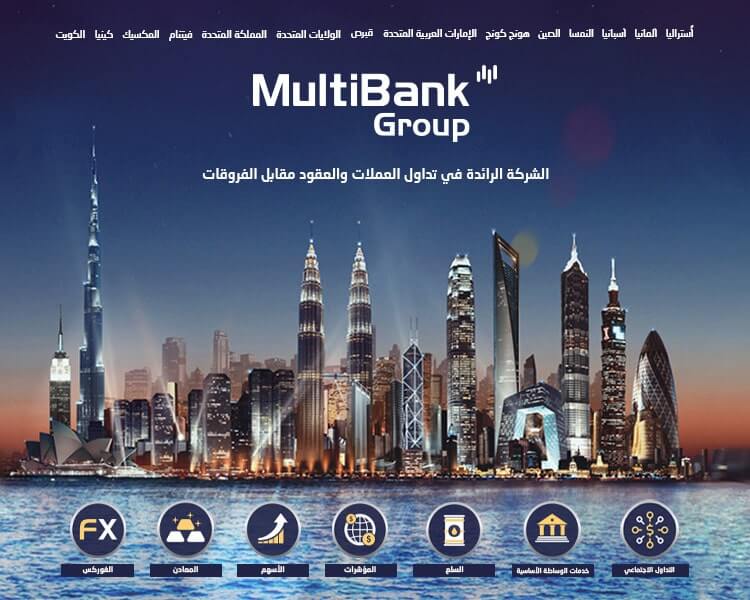 أستراليا ألمانيا أسبانيا النمسا الصين هونج كونج الإمارات العربية المتحدة قبرص الولايات المتحدة المملكة المتحدة فيتنام المكسيك كينيا الكويت
MultiBank
Group
الشركة الرائدة في تداول العملات والعقود مقابل الفروقات
FX
التداول الاجتماعي
خدمات الوساطة الأساسية
السلع
المؤشرات
الأسهم
المعادن
الفوركس